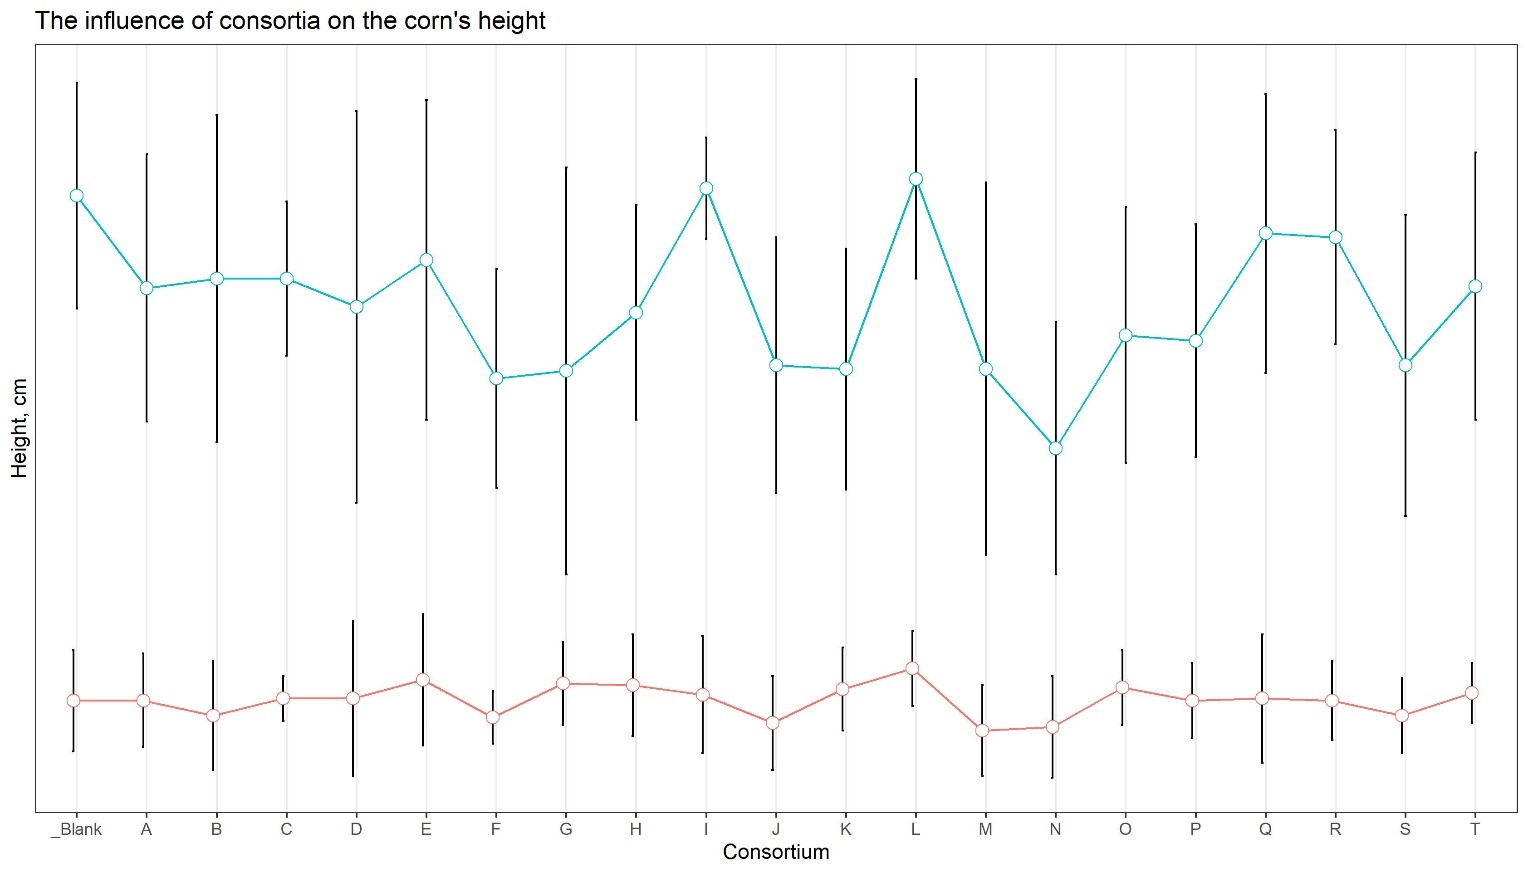 The influence of consortia on the corn's height
Height, cm
_Blank A B C D E F G H I J K L M N O P Q R S T
Consortium